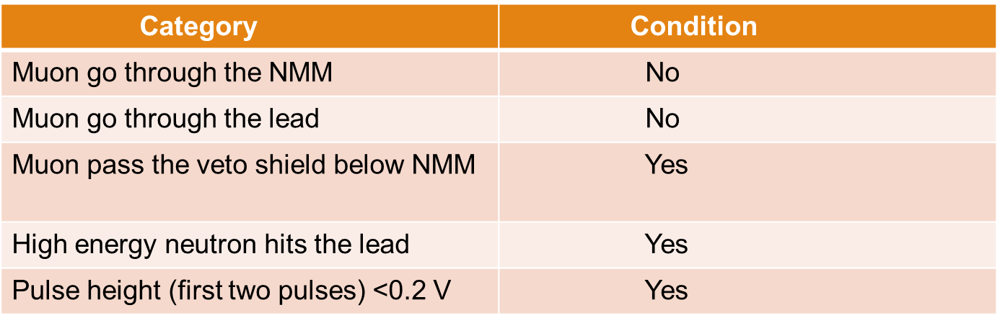 Category Condition
Muon go through the NMM No
Muon go through the lead No
Muon pass the veto shield below NMM Yes
High energy neutron hits the lead Yes
Pulse height (first two pulses) <0.2 V Yes